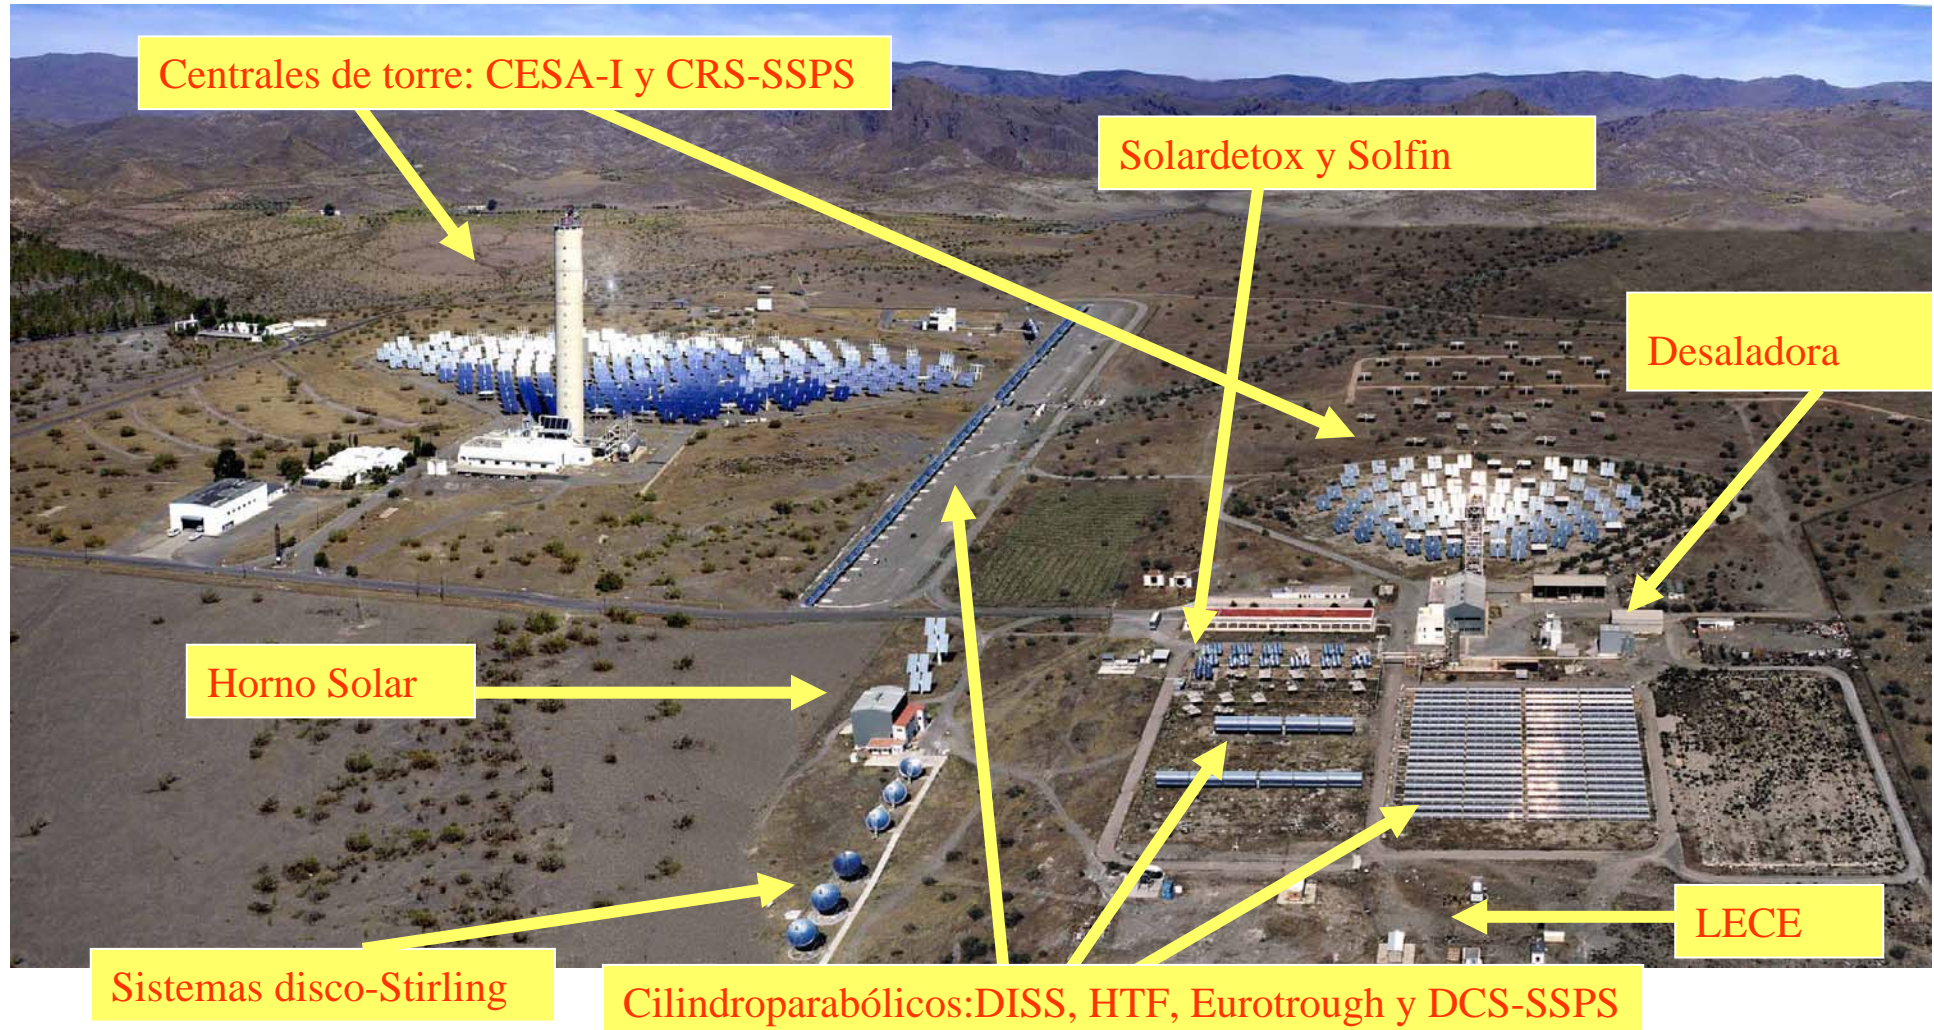 Centrales de torre: CESA-I y CRS-SSPS
Solardetox y Solfin
Desaladora
Horno Solar
LECE
Sistemas disco-Stirling
Cilindroparabólicos:DISS, HTF, Eurotrough y DCS-SSPS